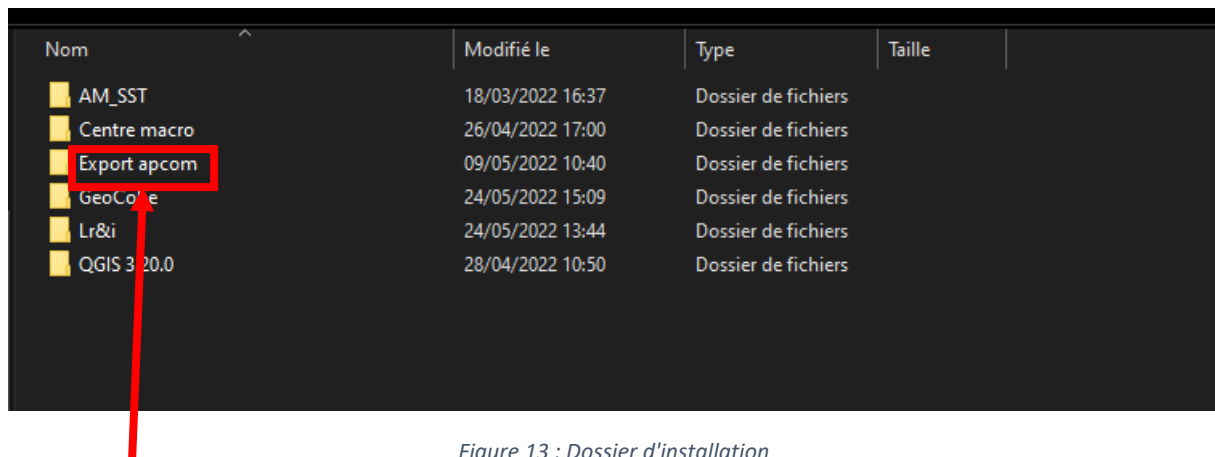 Nom Modifié le Type Taille
AM_SST 18/03/2022 16:37 Dossier de fichiers
Centre macro 26/04/2022 17:00 Dossier de fichiers
Export apcom 09/05/2022 10:40 Dossier de fichiers
24/05/2022 15:09 Dossier de fichiers
Lr&i 24/05/2022 13:44 Dossier de fichiers
QGIS 3.20.0 28/04/2022 10:50 Dossier de fichiers
Figure 13 : Dossier d'installation